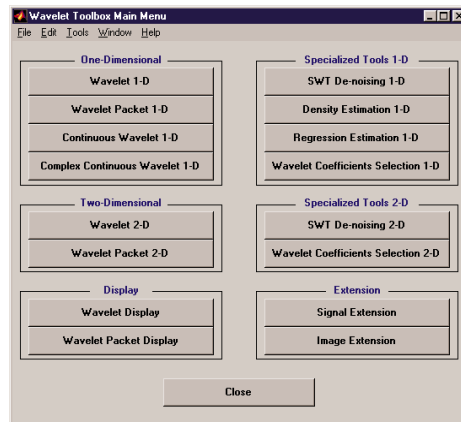 Wavelet Toolbox Main Menu
File Edit Tools Window Help
One-Dimensional
Wavelet 1-D
Wavelet Packet 1-D
Continuous Wavelet 1-D
Complex Continuous Wavelet 1-D
Specialized Tools 1-D
SWT De-noising 1-D
Density Estimation 1-D
Regression Estimation 1-D
Wavelet Coefficients Selection 1-D
Two-Dimensional
Wavelet 2-D
Wavelet Packet 2-D
Specialized Tools 2-D
SWT De-noising 2-D
Wavelet Coefficients Selection 2-D
Display
Wavelet Display
Wavelet Packet Display
Extension
Signal Extension
Image Extension
Close